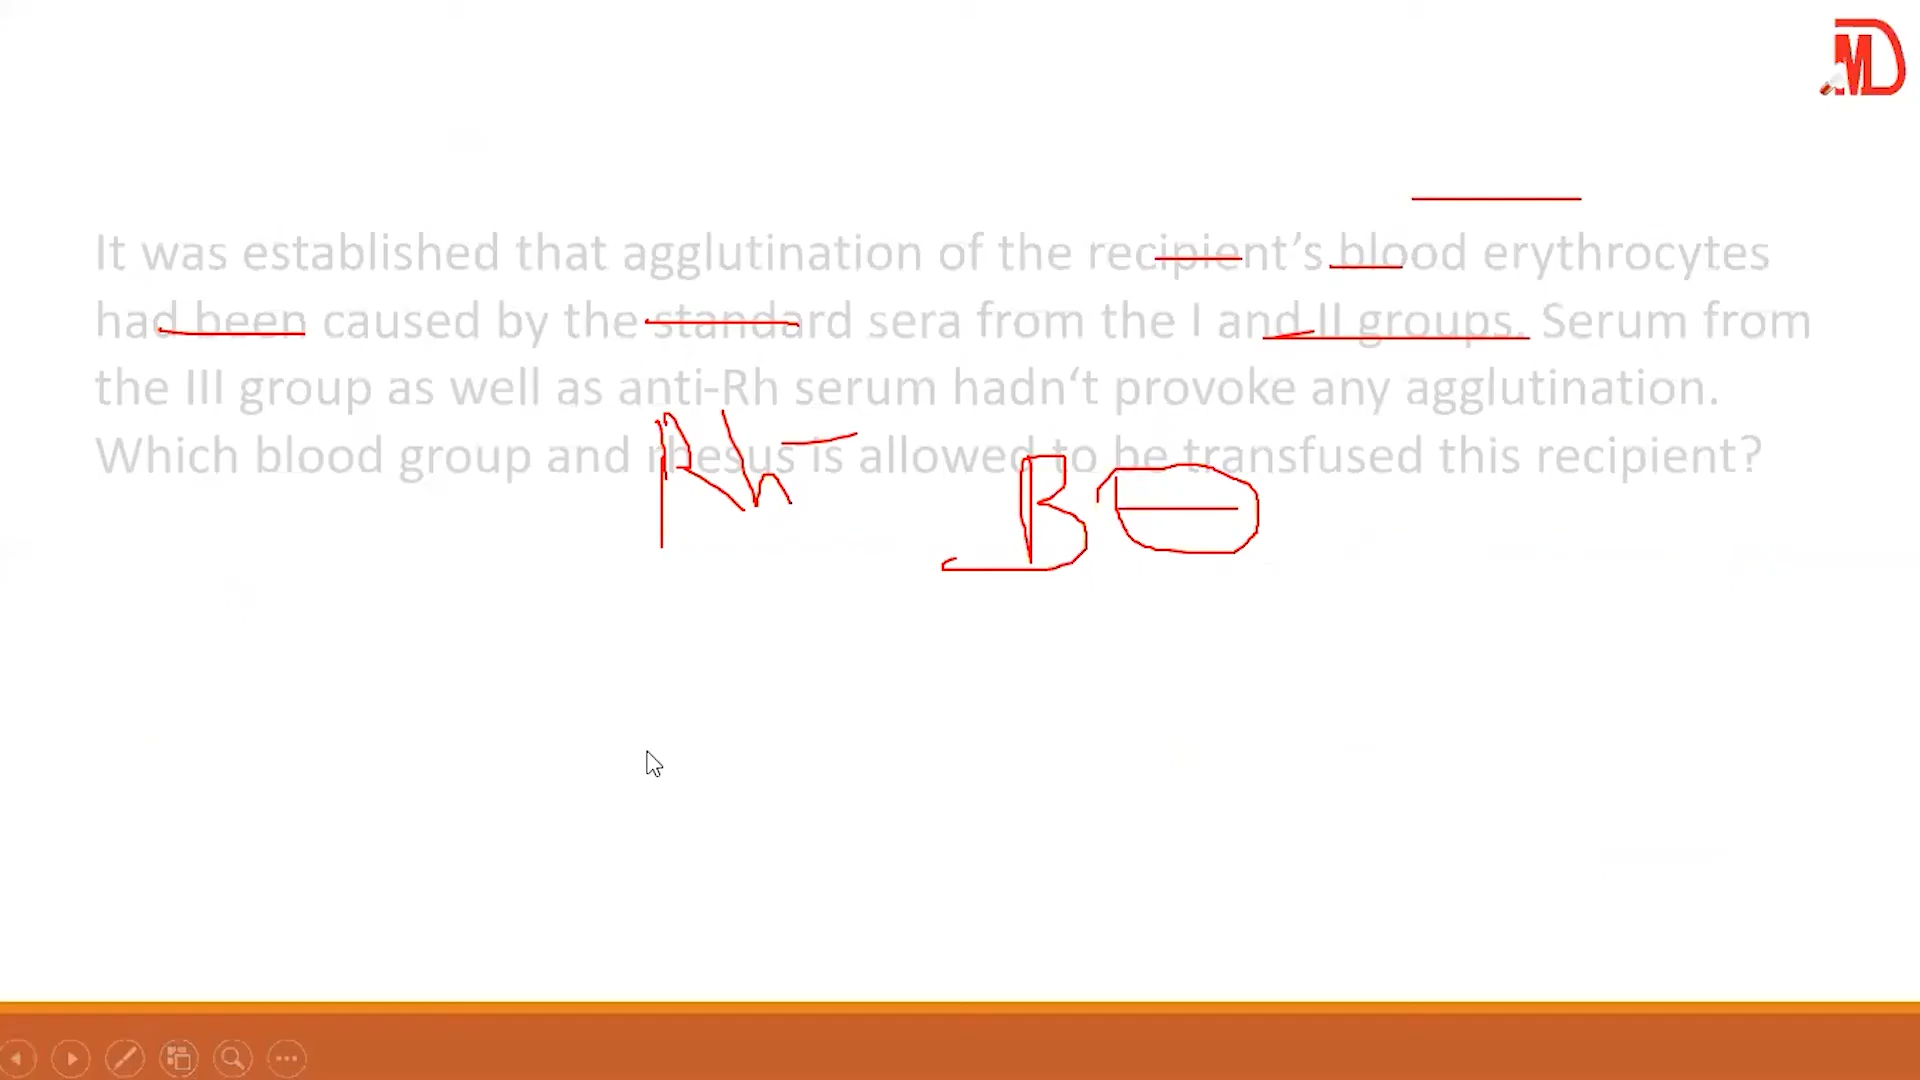 MD
It was established that agglutination of the recipient’s blood erythrocytes
had been caused by the standard sera from the I and II groups. Serum from
the III group as well as anti-Rh serum hadn‘t provoke any agglutination.
Which blood group and rhesus is allowed to be transfused this recipient?
Rh – B –